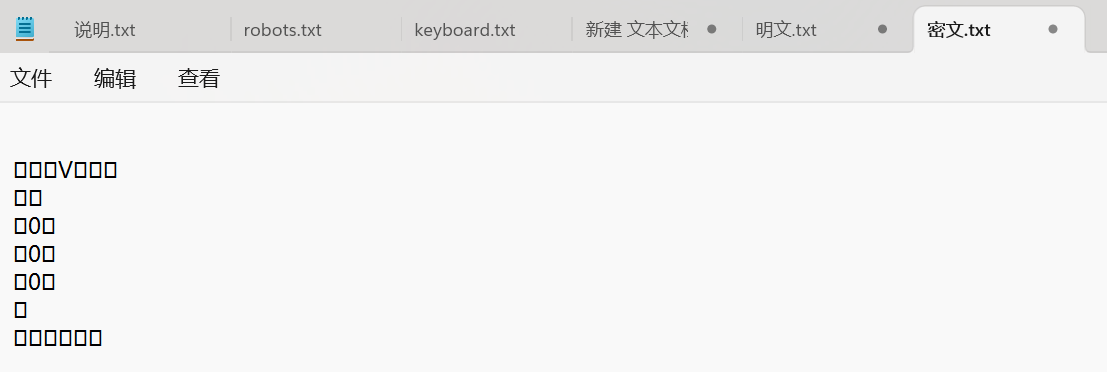 说明.txt
robots.txt
keyboard.txt
新建 文本文档
明文.txt
密文.txt
文件
编辑
查看
▯▯▯V▯▯▯
▯▯
▯0▯
▯0▯
▯0▯
▯
▯▯▯▯▯▯